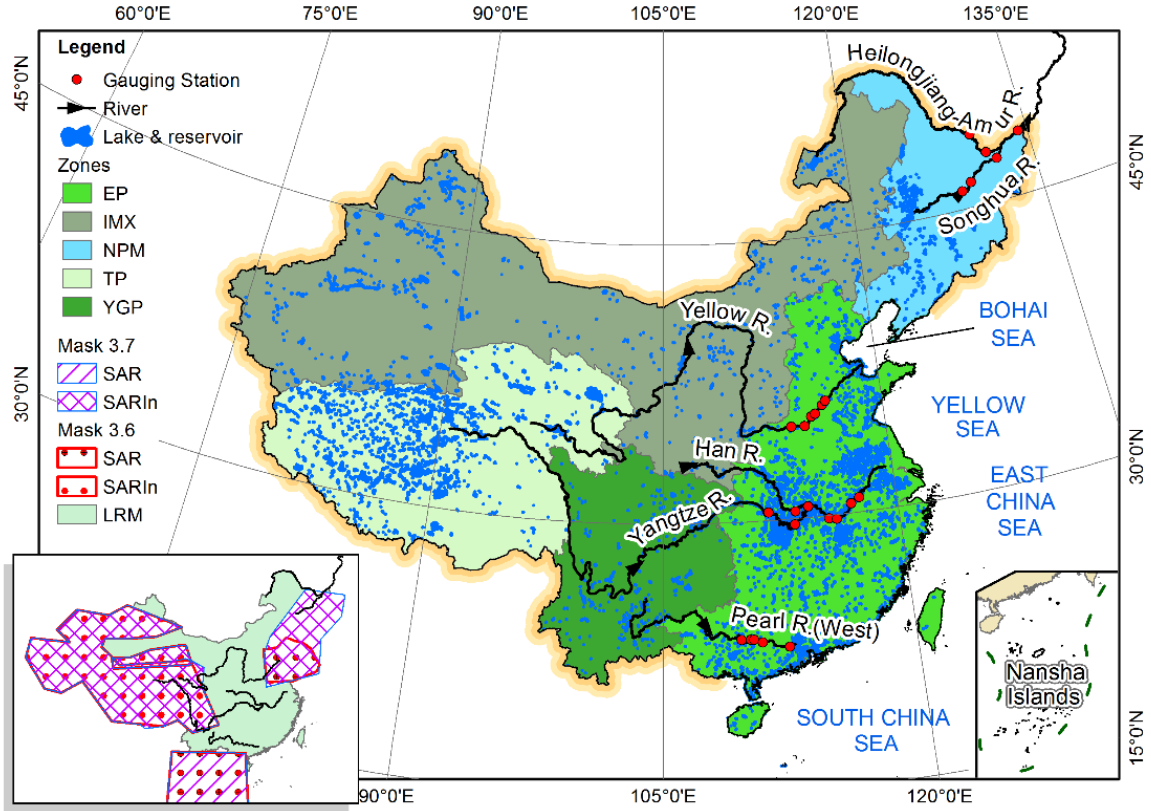 60°0'E
75°0'E
90°0'E
105°0'E
120°0'E
135°0'E
45°0'N
30°0'N
45°0'N
30°0'N
15°0'N
90°0'E
105°0'E
120°0'E
Legend
Gauging Station
River
Lake & reservoir
Zones
EP
IMX
NPM
TP
YGP
Mask 3.7
SAR
SARIn
Mask 3.6
SAR
SARIn
LRM
Heilongjiang-Amur R.
Songhua R.
Yellow R.
Han R.
Yangtze R.
Pearl R (West)
BOHAI
SEA
YELLOW
SEA
EAST
CHINA
SEA
SOUTH CHINA
SEA
Nansha
Islands